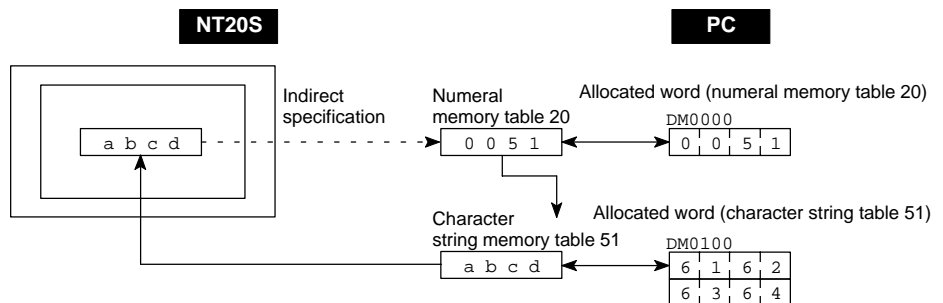 NT20S PC
Indirect specification
Numeral memory table 20
Allocated word (numeral memory table 20)
DM0000
a b c d
0 0 5 1
0 0 5 1
Character string memory table 51
Allocated word (character string table 51)
DM0100
a b c d
6 1 6 2
6 3 6 4